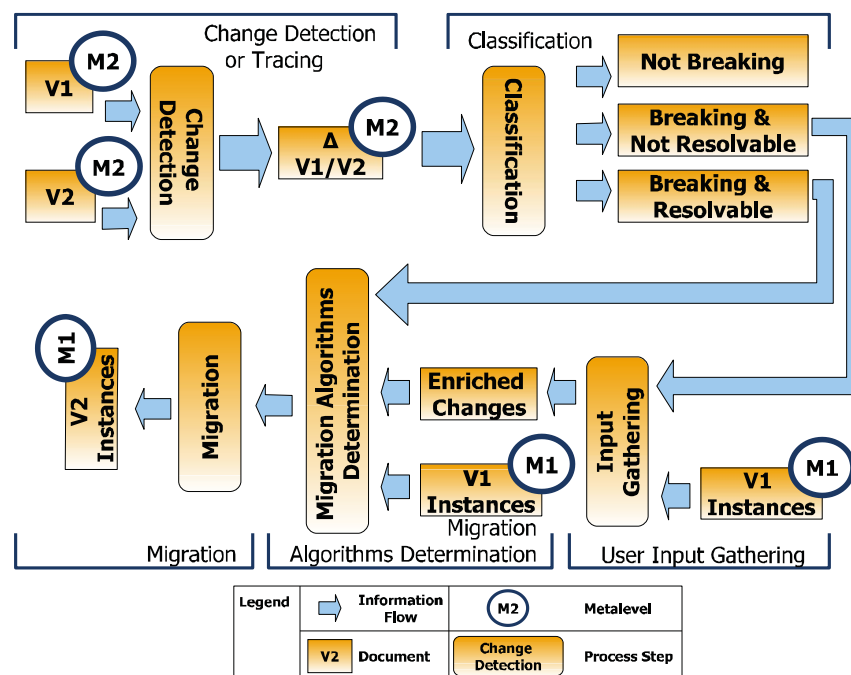 Change Detection
or Tracing
Classification
V1
M2
V2
M2
Change
Detection
Δ
V1/V2
M2
Classification
Not Breaking
Breaking &
Not Resolvable
Breaking &
Resolvable
M1
V2
Instances
Migration
Migration Algorithms
Determination
Enriched
Changes
V1
Instances
M1
Input
Gathering
V1
Instances
M1
Migration
Migration
Algorithms Determination
User Input Gathering
Legend
Information
Flow
M2
Metalevel
V2
Document
Change
Detection
Process Step